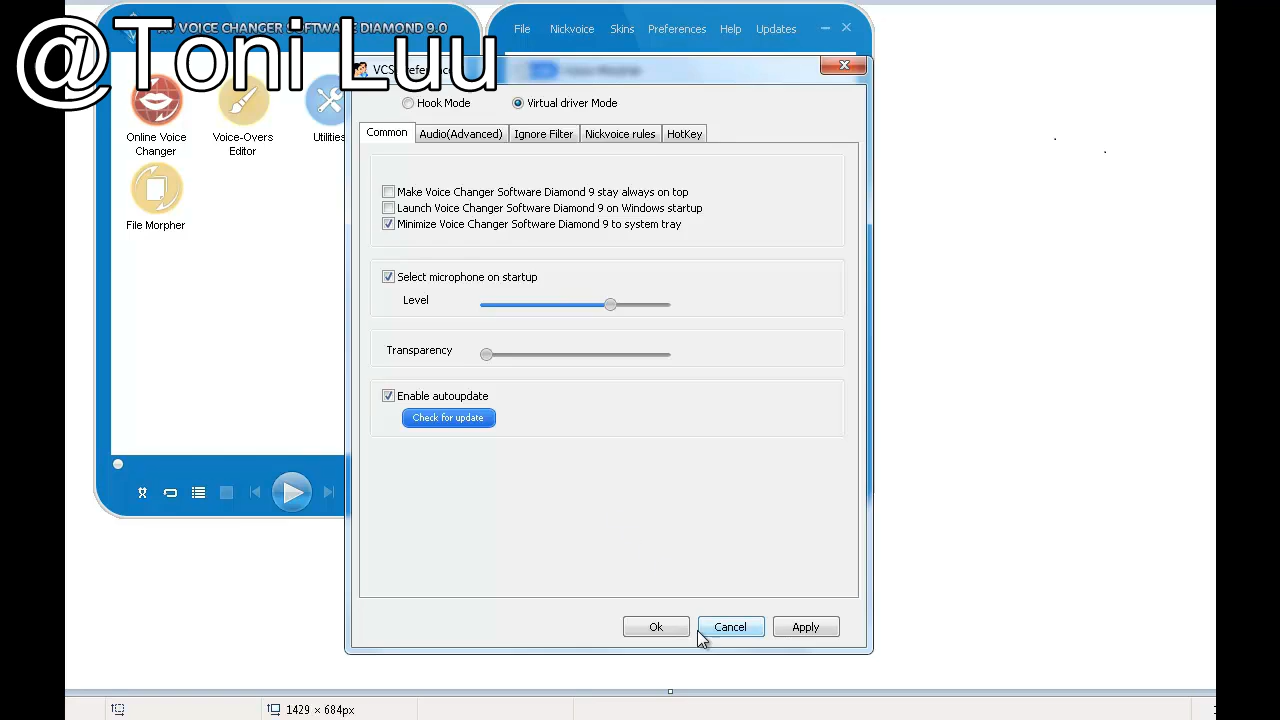 @Toni Luu
VOICE CHANGER SOFTWARE DIAMOND 9.0
File Nickvoice Skins Preferences Help Updates
Online Voice Changer
Voice-Overs Editor
Utilities
File Morpher
Hook Mode Virtual driver Mode
Common Audio(Advanced) Ignore Filter Nickvoice rules HotKey
Make Voice Changer Software Diamond 9 stay always on top
Launch Voice Changer Software Diamond 9 on Windows startup
Minimize Voice Changer Software Diamond 9 to system tray
Select microphone on startup
Level
Transparency
Enable autoupdate
Check for update
Ok Cancel Apply
1429 × 684px